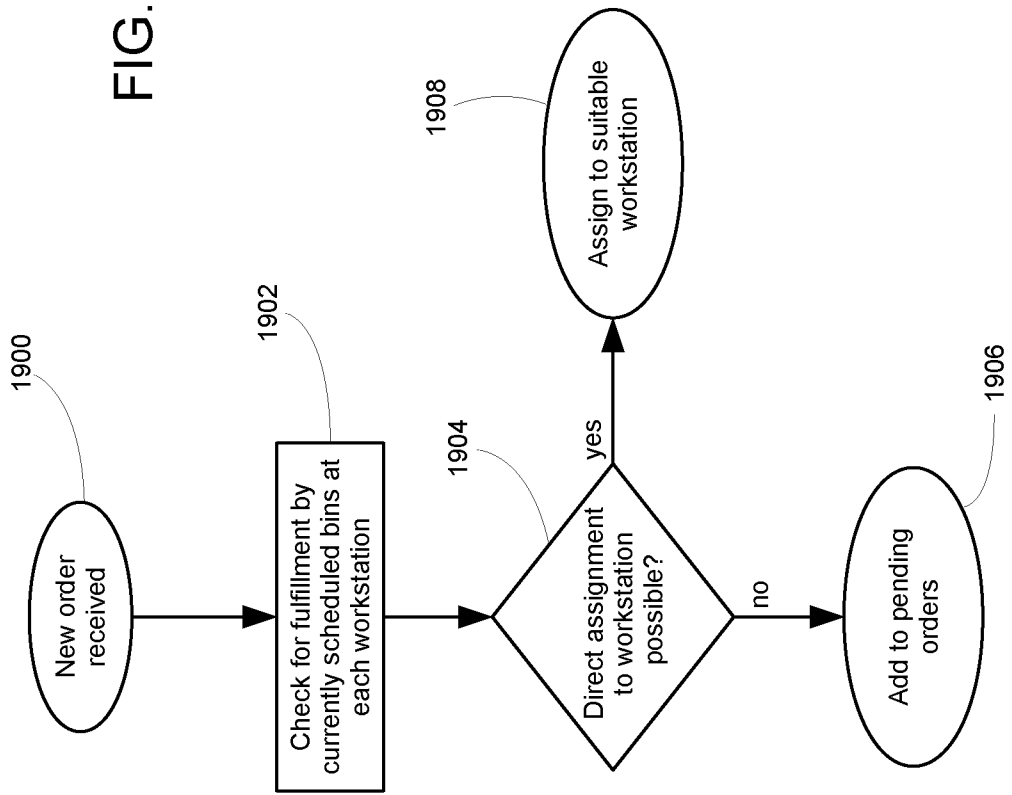 FIG.
1900
New order
received
1902
Check for fulfillment by
currently scheduled bins at
each workstation
1904
Direct assignment
to workstation
possible?
yes
1908
Assign to suitable
workstation
no
1906
Add to pending
orders